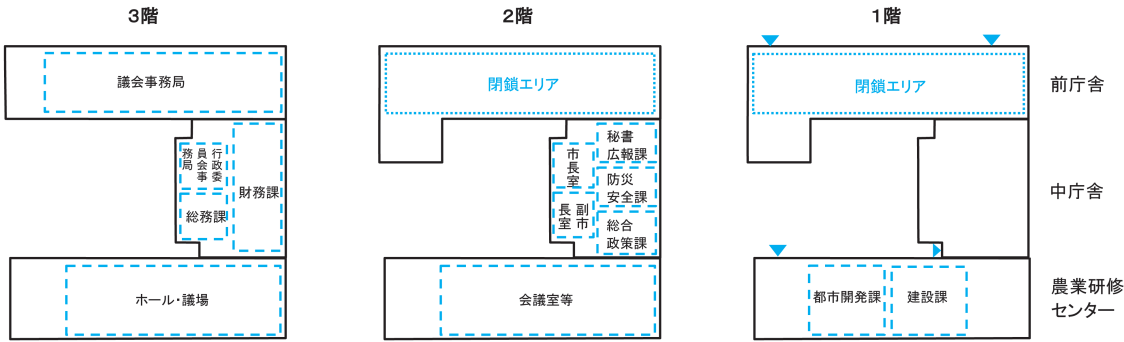 3階
2階
1階
議会事務局
閉鎖エリア
閉鎖エリア
前庁舎
行政委
員会事
務局
財務課
総務課
市長室
副市
長室
秘書
広報課
防災
安全課
総合
政策課
中庁舎
ホール・議場
会議室等
都市開発課
建設課
農業研修
センター